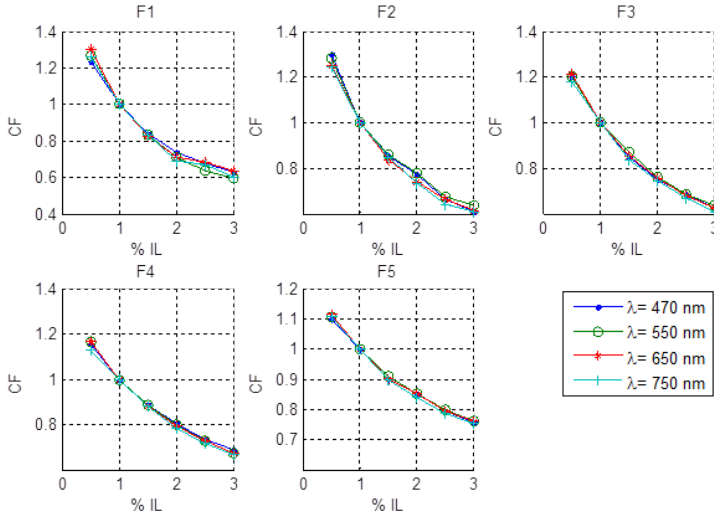 F1
1.4
1.2
1
0.8
0.6
0.4
0 1 2 3
CF
% IL
F2
1.4
1.2
1
0.8
0 1 2 3
CF
% IL
F3
1.4
1.2
1
0.8
0 1 2 3
CF
% IL
F4
1.4
1.2
1
0.8
0 1 2 3
CF
% IL
F5
1.2
1.1
1
0.9
0.8
0.7
0 1 2 3
CF
% IL
λ= 470 nm
λ= 550 nm
λ= 650 nm
λ= 750 nm